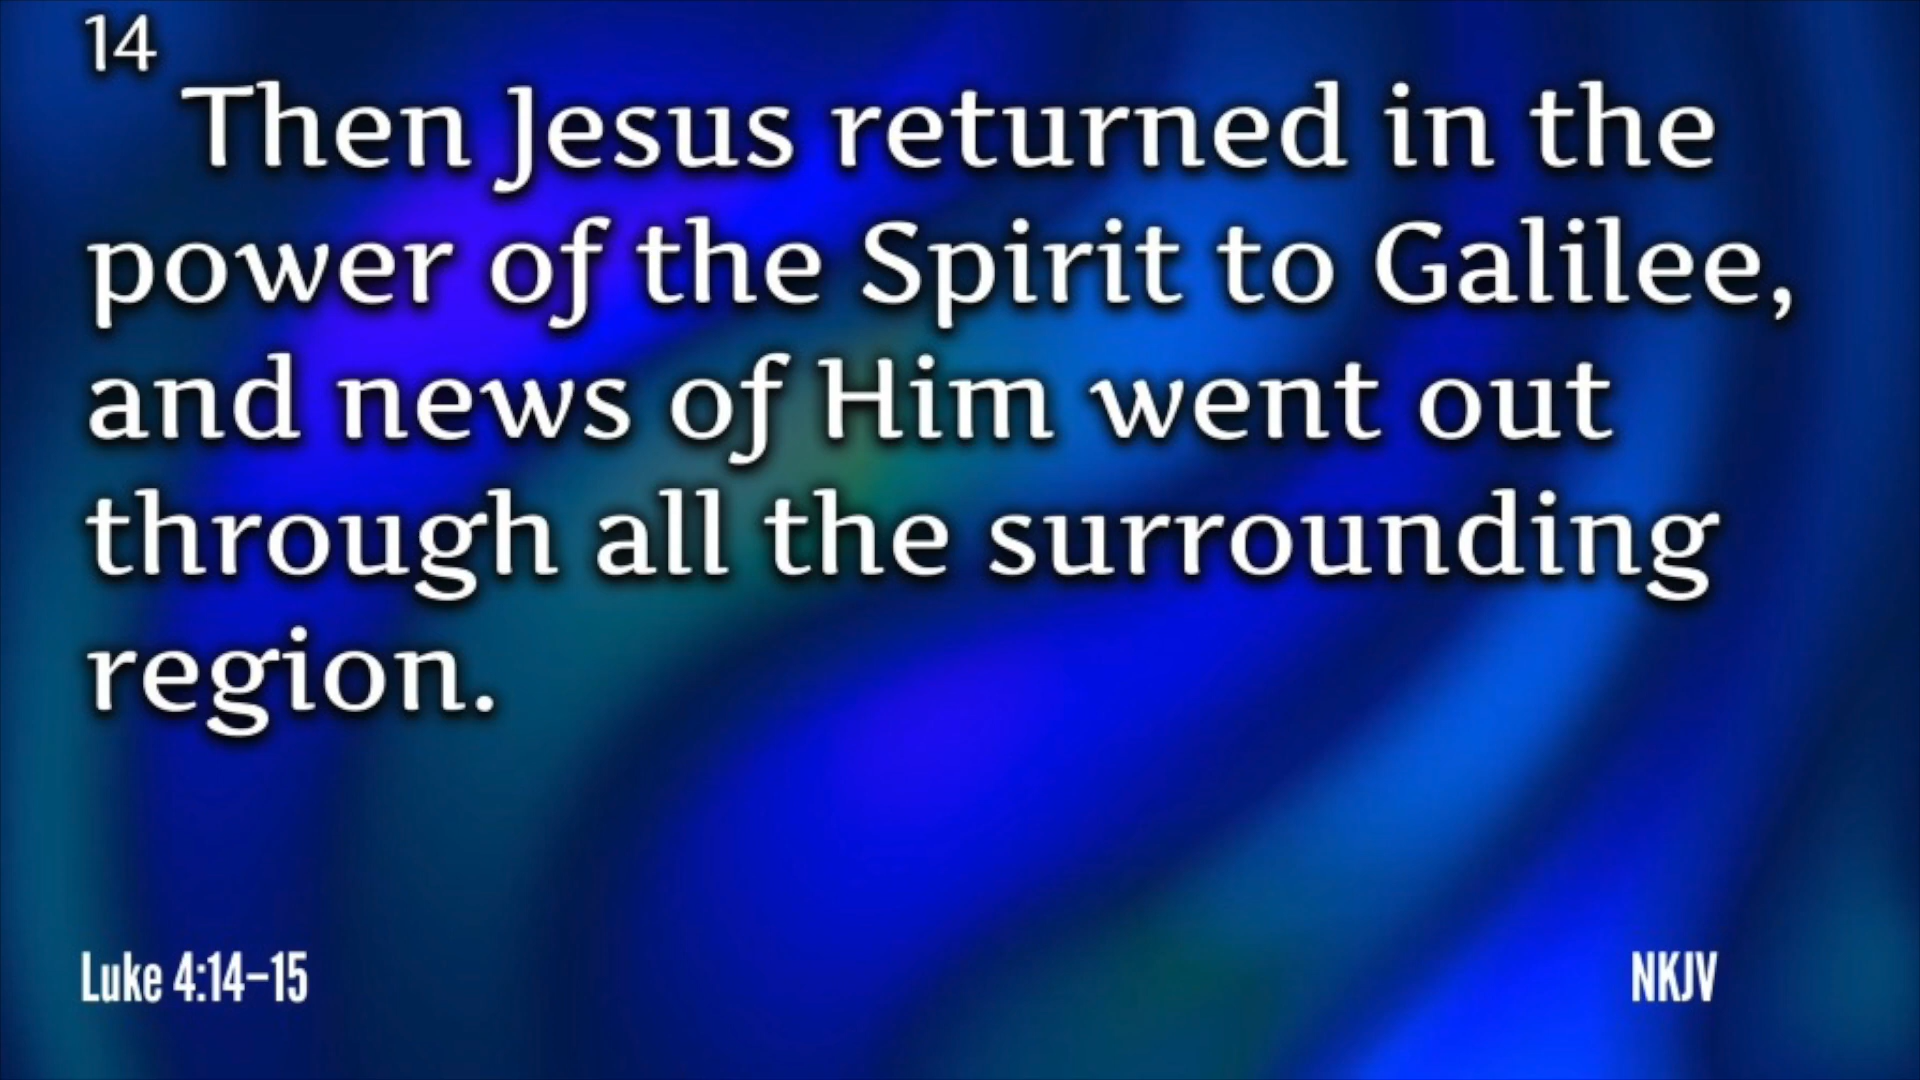 14
Then Jesus returned in the
power of the Spirit to Galilee,
and news of Him went out
through all the surrounding
region.
Luke 4:14–15
NKJV